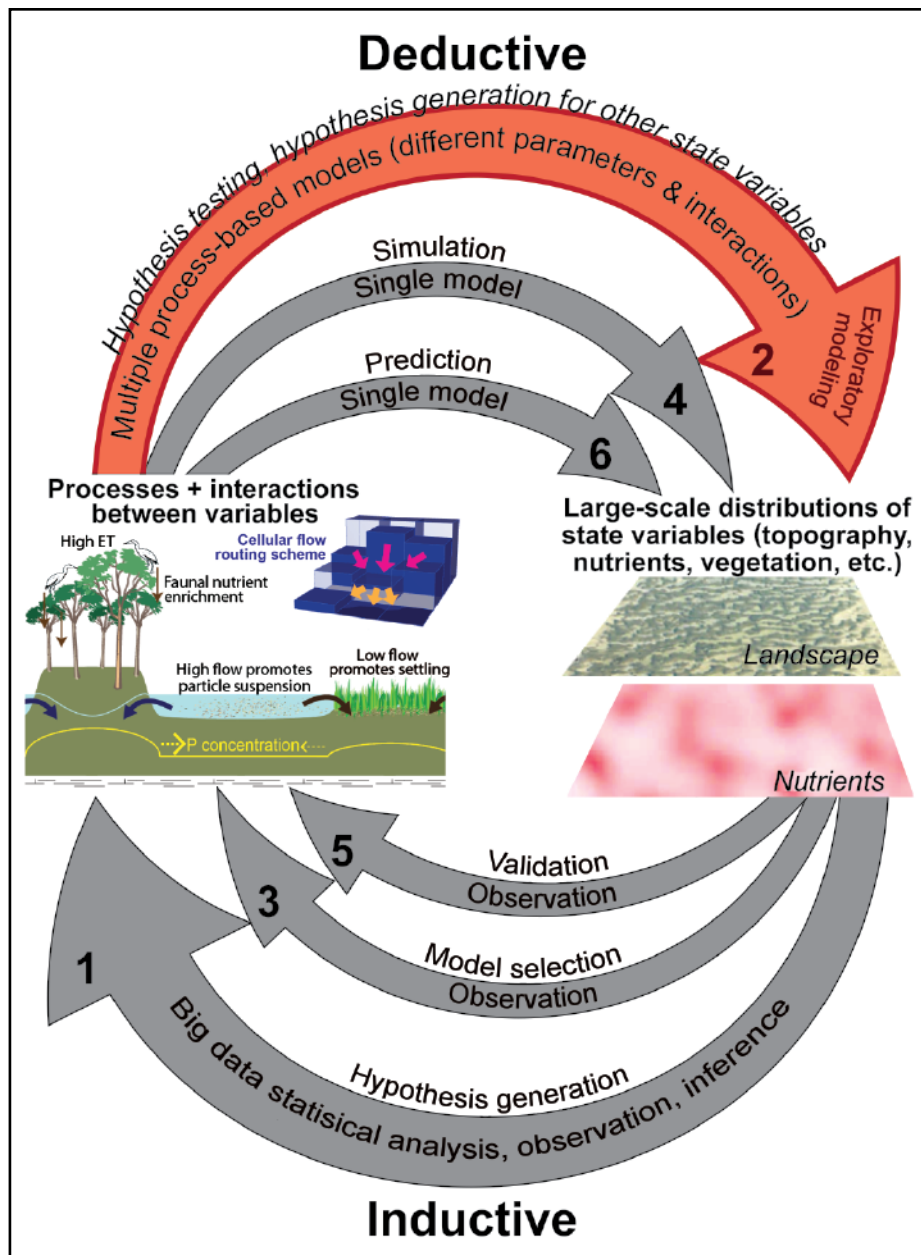 Deductive
Hypothesis testing, hypothesis generation for other state variables
Multiple process-based models (different parameters & interactions)
Exploratory
modeling
2
Simulation
Single model
4
Prediction
Single model
6
Processes + interactions
between variables
High ET
Faunal nutrient
enrichment
Cellular flow
routing scheme
High flow promotes
particle suspension
Low flow
promotes settling
P concentration
Large-scale distributions of
state variables (topography,
nutrients, vegetation, etc.)
Landscape
Nutrients
5
Validation
Observation
3
Model selection
Observation
1
Hypothesis generation
Big data statisical analysis, observation, inference
Inductive